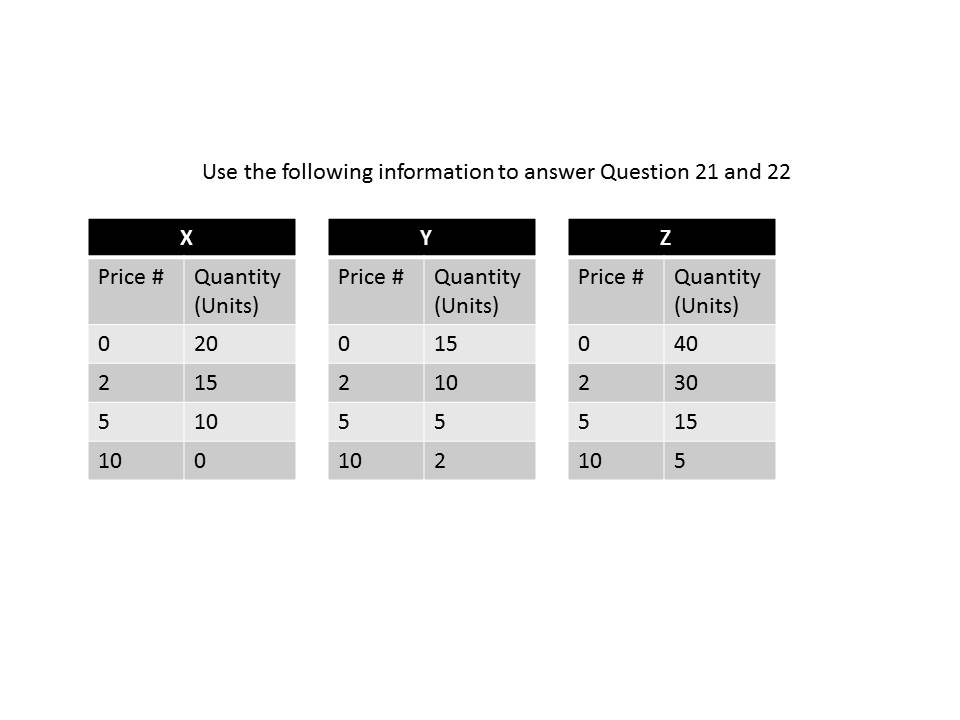 Use the following information to answer Question 21 and 22
X
Price # Quantity
(Units)
0 20
2 15
5 10
10 0
Y
Price # Quantity
(Units)
0 15
2 10
5 5
10 2
Z
Price # Quantity
(Units)
0 40
2 30
5 15
10 5